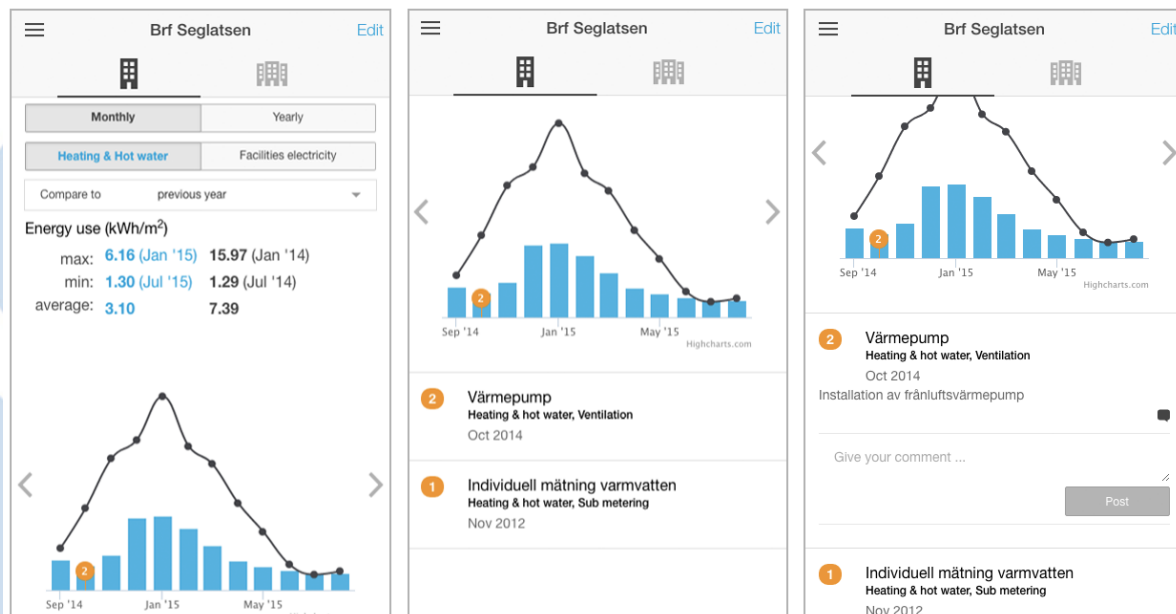 Brf Seglatsen
Edit
Monthly
Yearly
Heating & Hot water
Facilities electricity
Compare to previous year
Energy use (kWh/m²)
max: 6.16 (Jan '15) 15.97 (Jan '14)
min: 1.30 (Jul '15) 1.29 (Jul '14)
average: 3.10 7.39
2
Sep '14 Jan '15 May '15
Brf Seglatsen
Edit
2
Sep '14 Jan '15 May '15
Highcharts.com
2 Värmepump
Heating & hot water, Ventilation
Oct 2014
1 Individuell mätning varmvatten
Heating & hot water, Sub metering
Nov 2012
Brf Seglatsen
Edit
2
Sep '14 Jan '15 May '15
Highcharts.com
2 Värmepump
Heating & hot water, Ventilation
Oct 2014
Installation av frånluftsvärmepump
Give your comment ...
Post
1 Individuell mätning varmvatten
Heating & hot water, Sub metering
Nov 2012